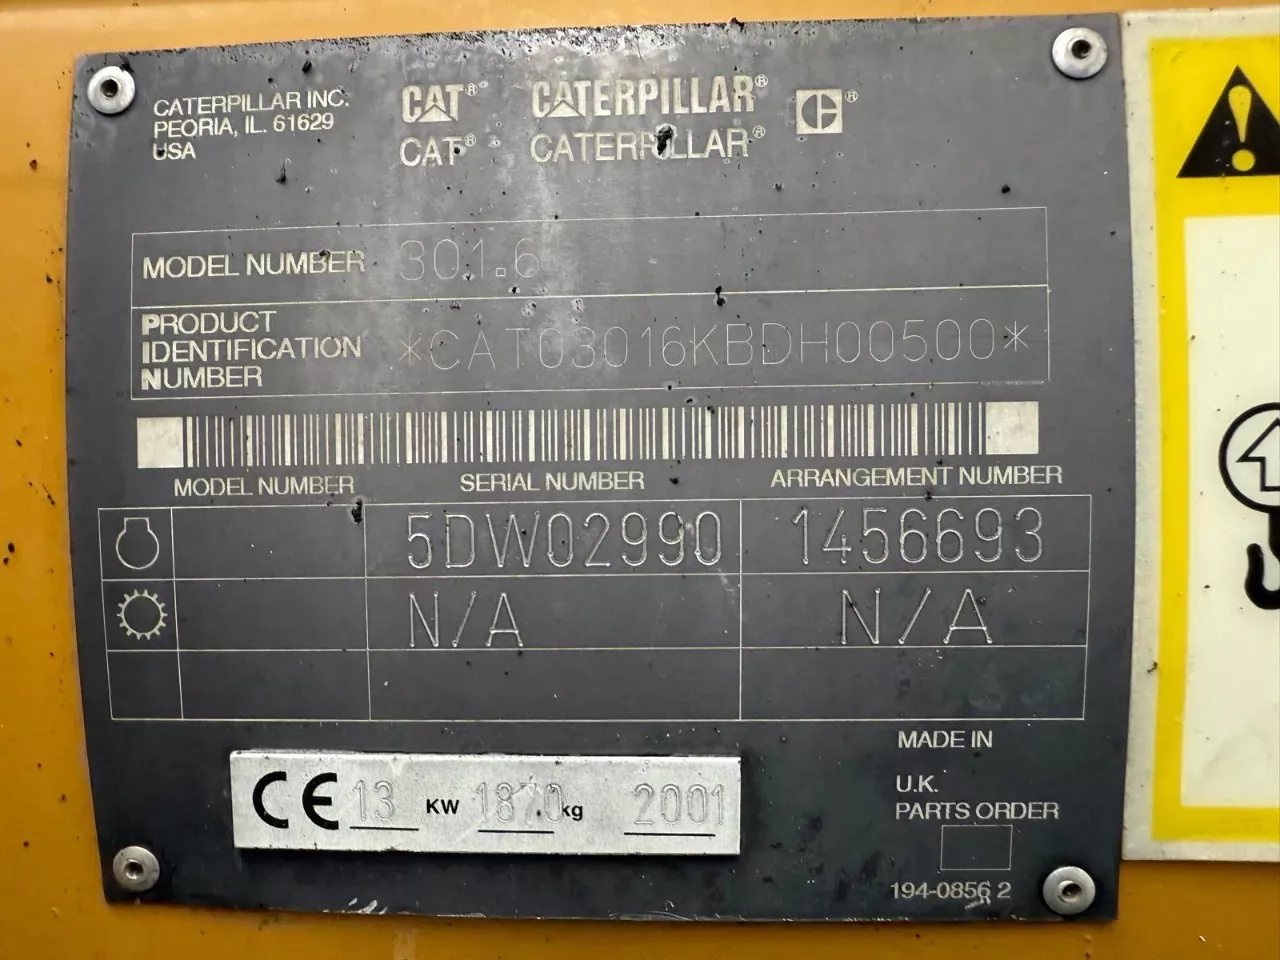 CATERPILLAR INC.
PEORIA, IL. 61629
USA
CAT® CATERPILLAR® ®
CAT® CATERPILLAR®
MODEL NUMBER 301.6
PRODUCT
IDENTIFICATION
NUMBER
*CAT03016KBDH00500*
MODEL NUMBER SERIAL NUMBER ARRANGEMENT NUMBER
5DW02990 1456693
N/A N/A
MADE IN
U.K.
PARTS ORDER
CE 13 KW 1870 kg 2001
194-0856 2